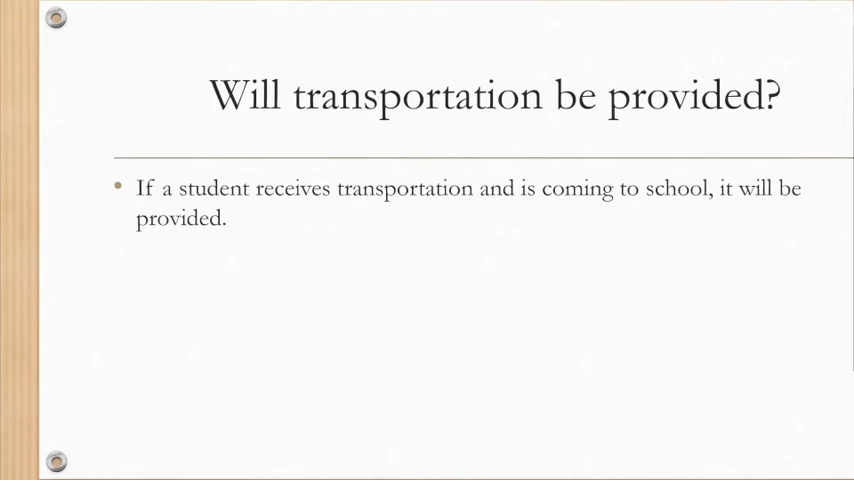 Will transportation be provided?
• If a student receives transportation and is coming to school, it will be
provided.